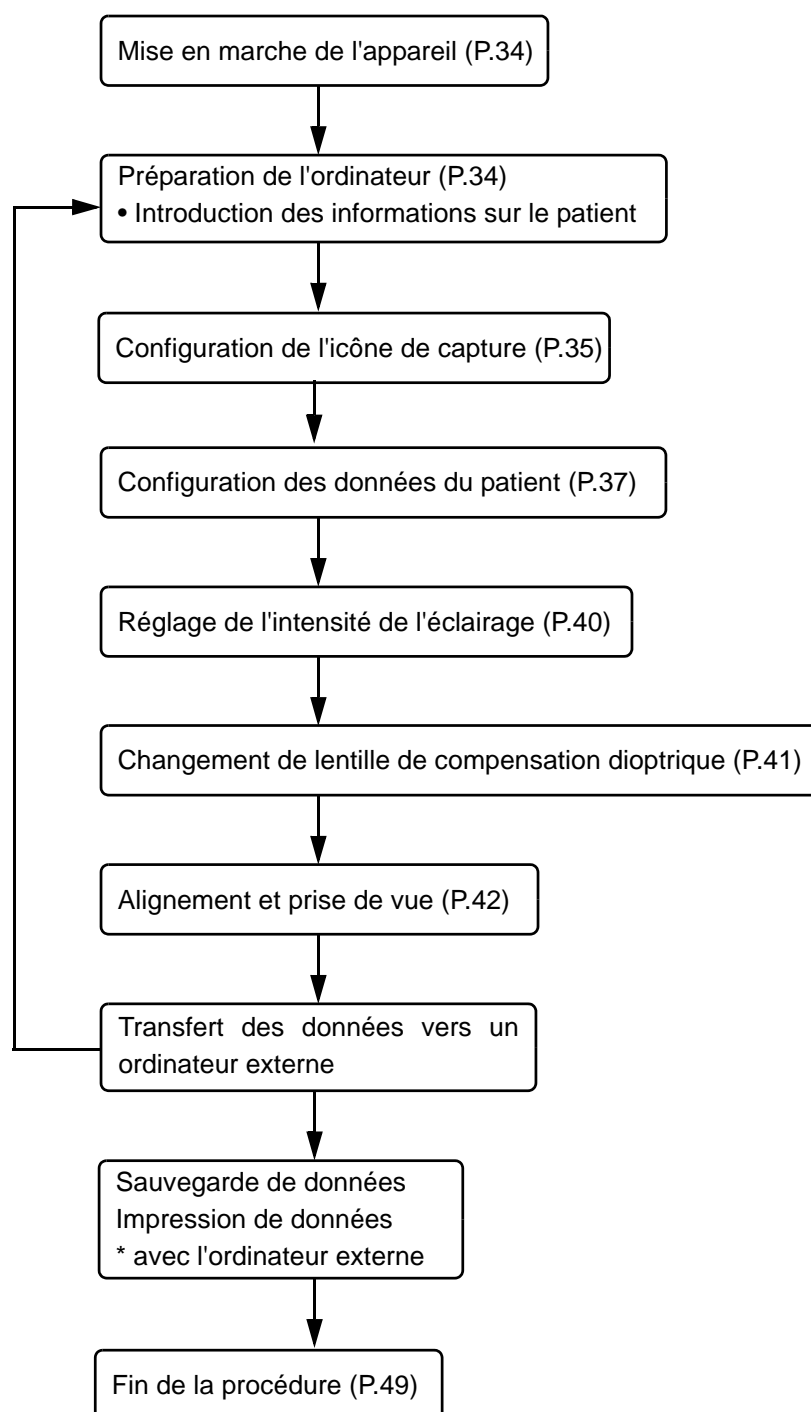 Mise en marche de l'appareil (P.34)
Préparation de l'ordinateur (P.34)
• Introduction des informations sur le patient
Configuration de l'icône de capture (P.35)
Configuration des données du patient (P.37)
Réglage de l'intensité de l'éclairage (P.40)
Changement de lentille de compensation dioptrique (P.41)
Alignement et prise de vue (P.42)
Transfert des données vers un
ordinateur externe
Sauvegarde de données
Impression de données
* avec l'ordinateur externe
Fin de la procédure (P.49)